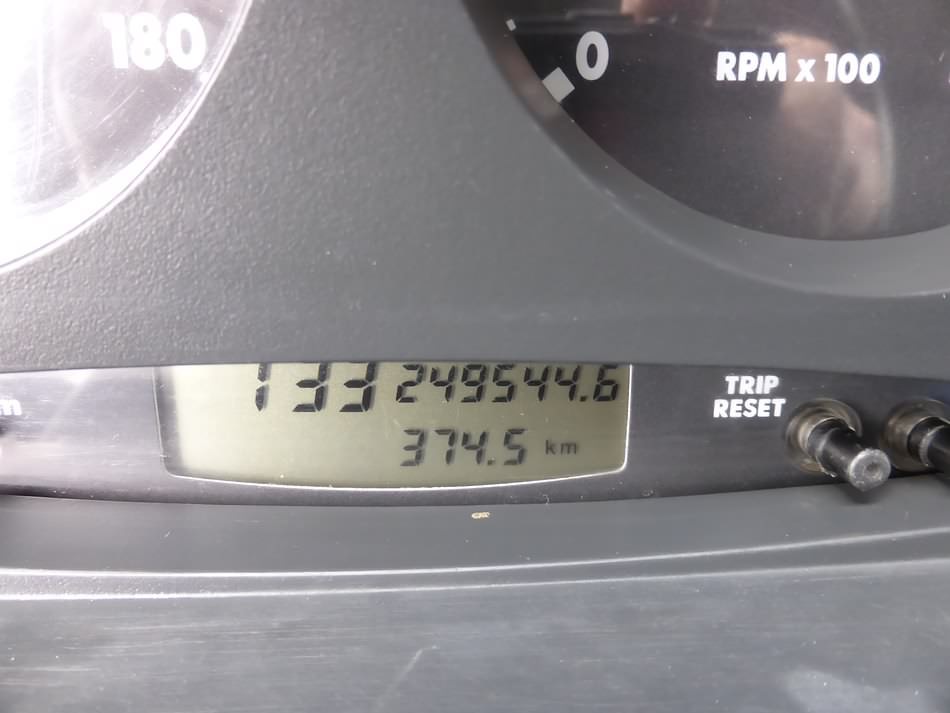 180
0
RPM x 100
133 249544.6
374.5 km
TRIP
RESET